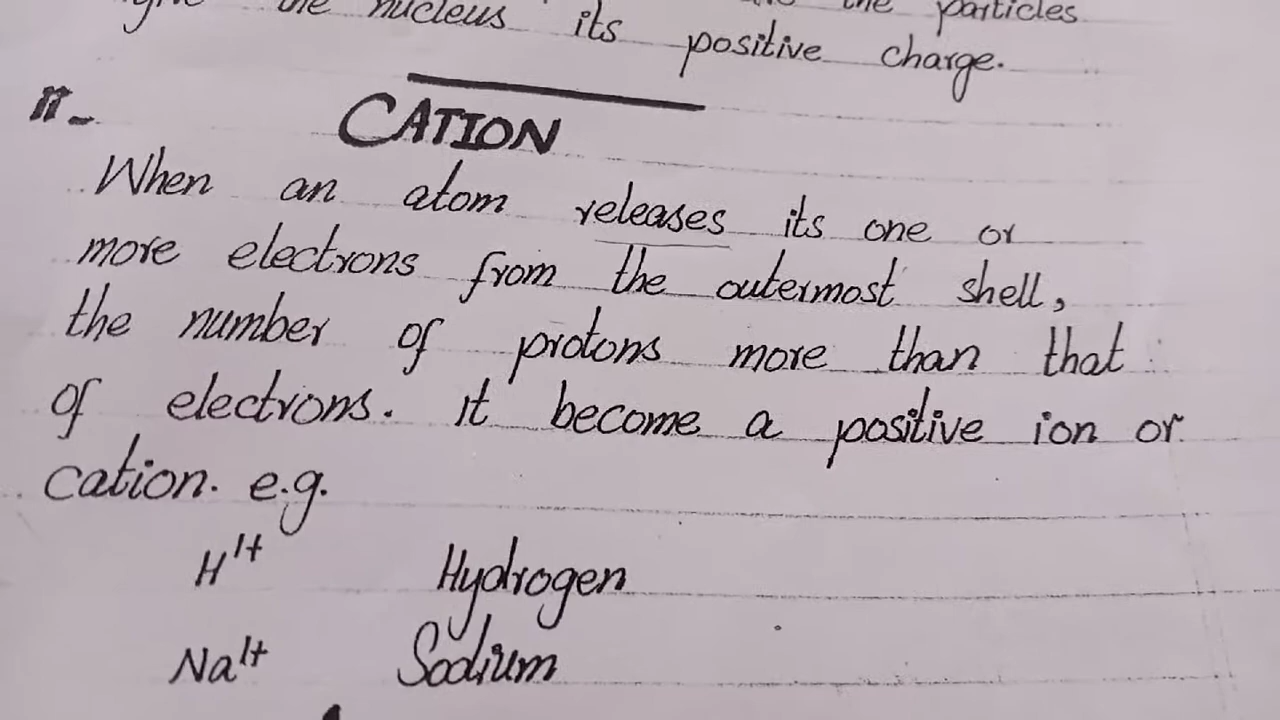 the nucleus its positive charge.
the particles
II-
CATION
When an atom releases its one or
more electrons from the outermost shell,
the number of protons more than that
of electrons. it become a positive ion or
cation. e.g.
H¹⁺ Hydrogen
Na¹⁺ Sodium